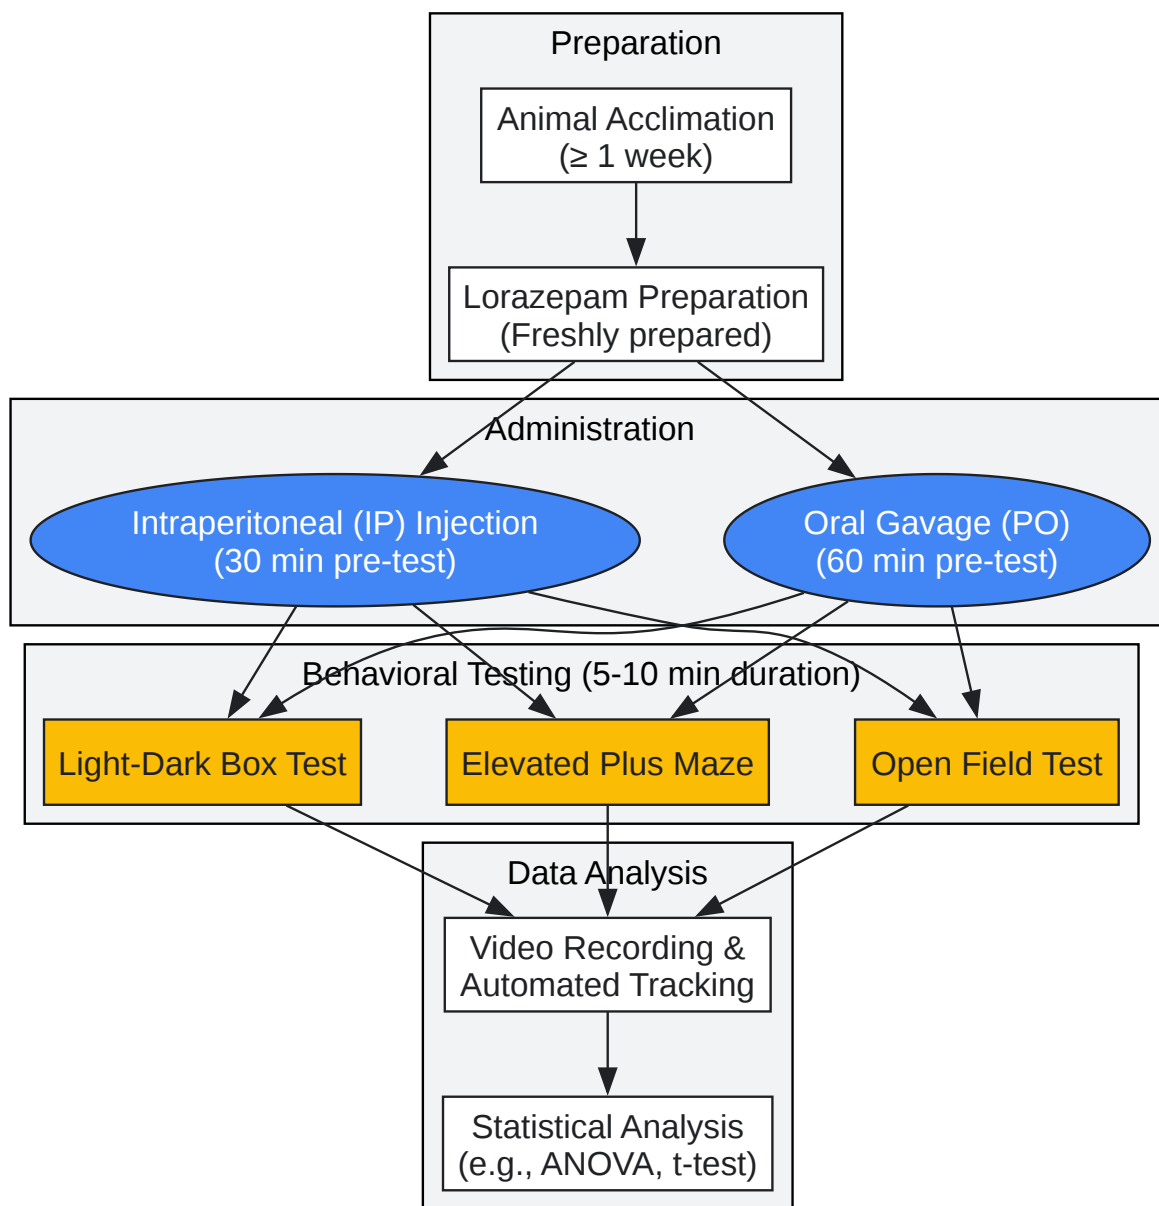 Preparation
Animal Acclimation
(≥ 1 week)
Lorazepam Preparation
(Freshly prepared)
Administration
Intraperitoneal (IP) Injection
(30 min pre-test)
Oral Gavage (PO)
(60 min pre-test)
Behavioral Testing (5-10 min duration)
Light-Dark Box Test
Elevated Plus Maze
Open Field Test
Data Analysis
Video Recording &
Automated Tracking
Statistical Analysis
(e.g., ANOVA, t-test)